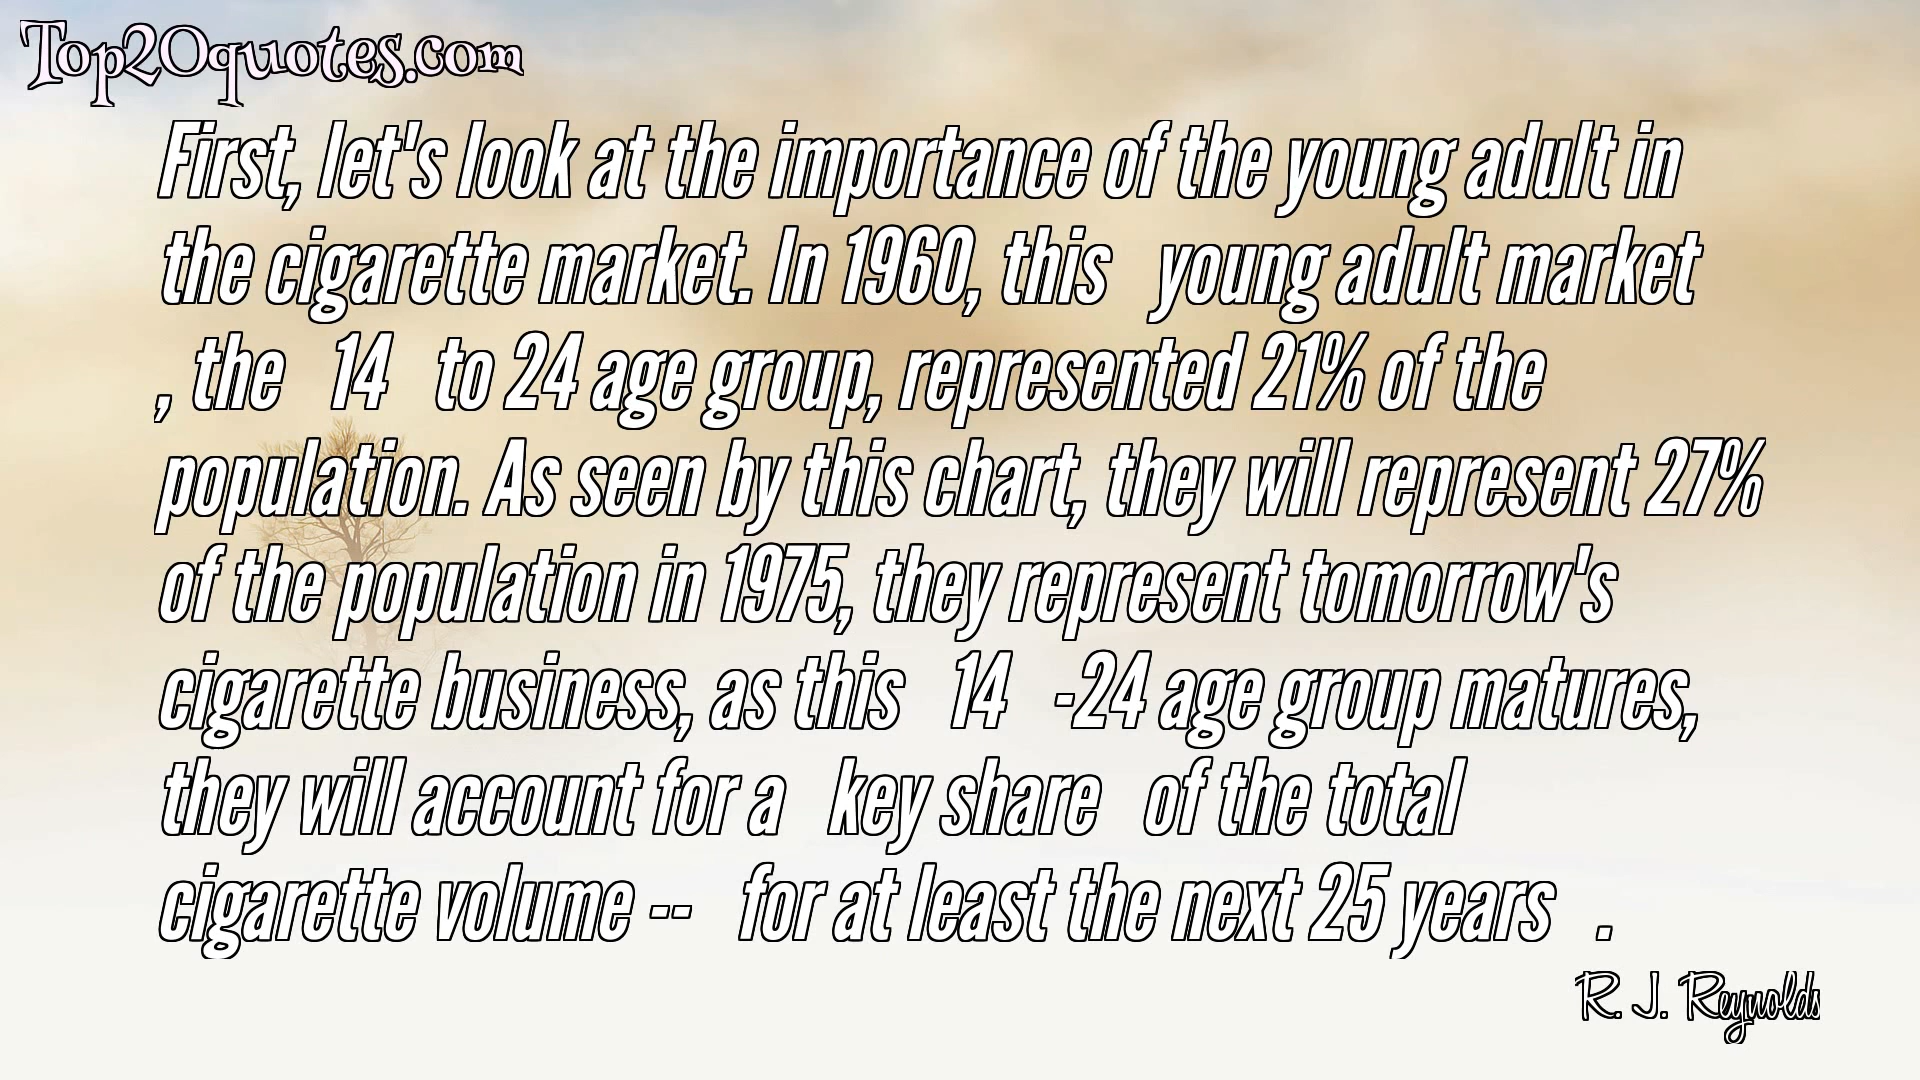 Top20quotes.com
First, let's look at the importance of the young adult in
the cigarette market. In 1960, this young adult market
, the 14 to 24 age group, represented 21% of the
population. As seen by this chart, they will represent 27%
of the population in 1975, they represent tomorrow's
cigarette business, as this 14 -24 age group matures,
they will account for a key share of the total
cigarette volume -- for at least the next 25 years .
R. J. Reynolds